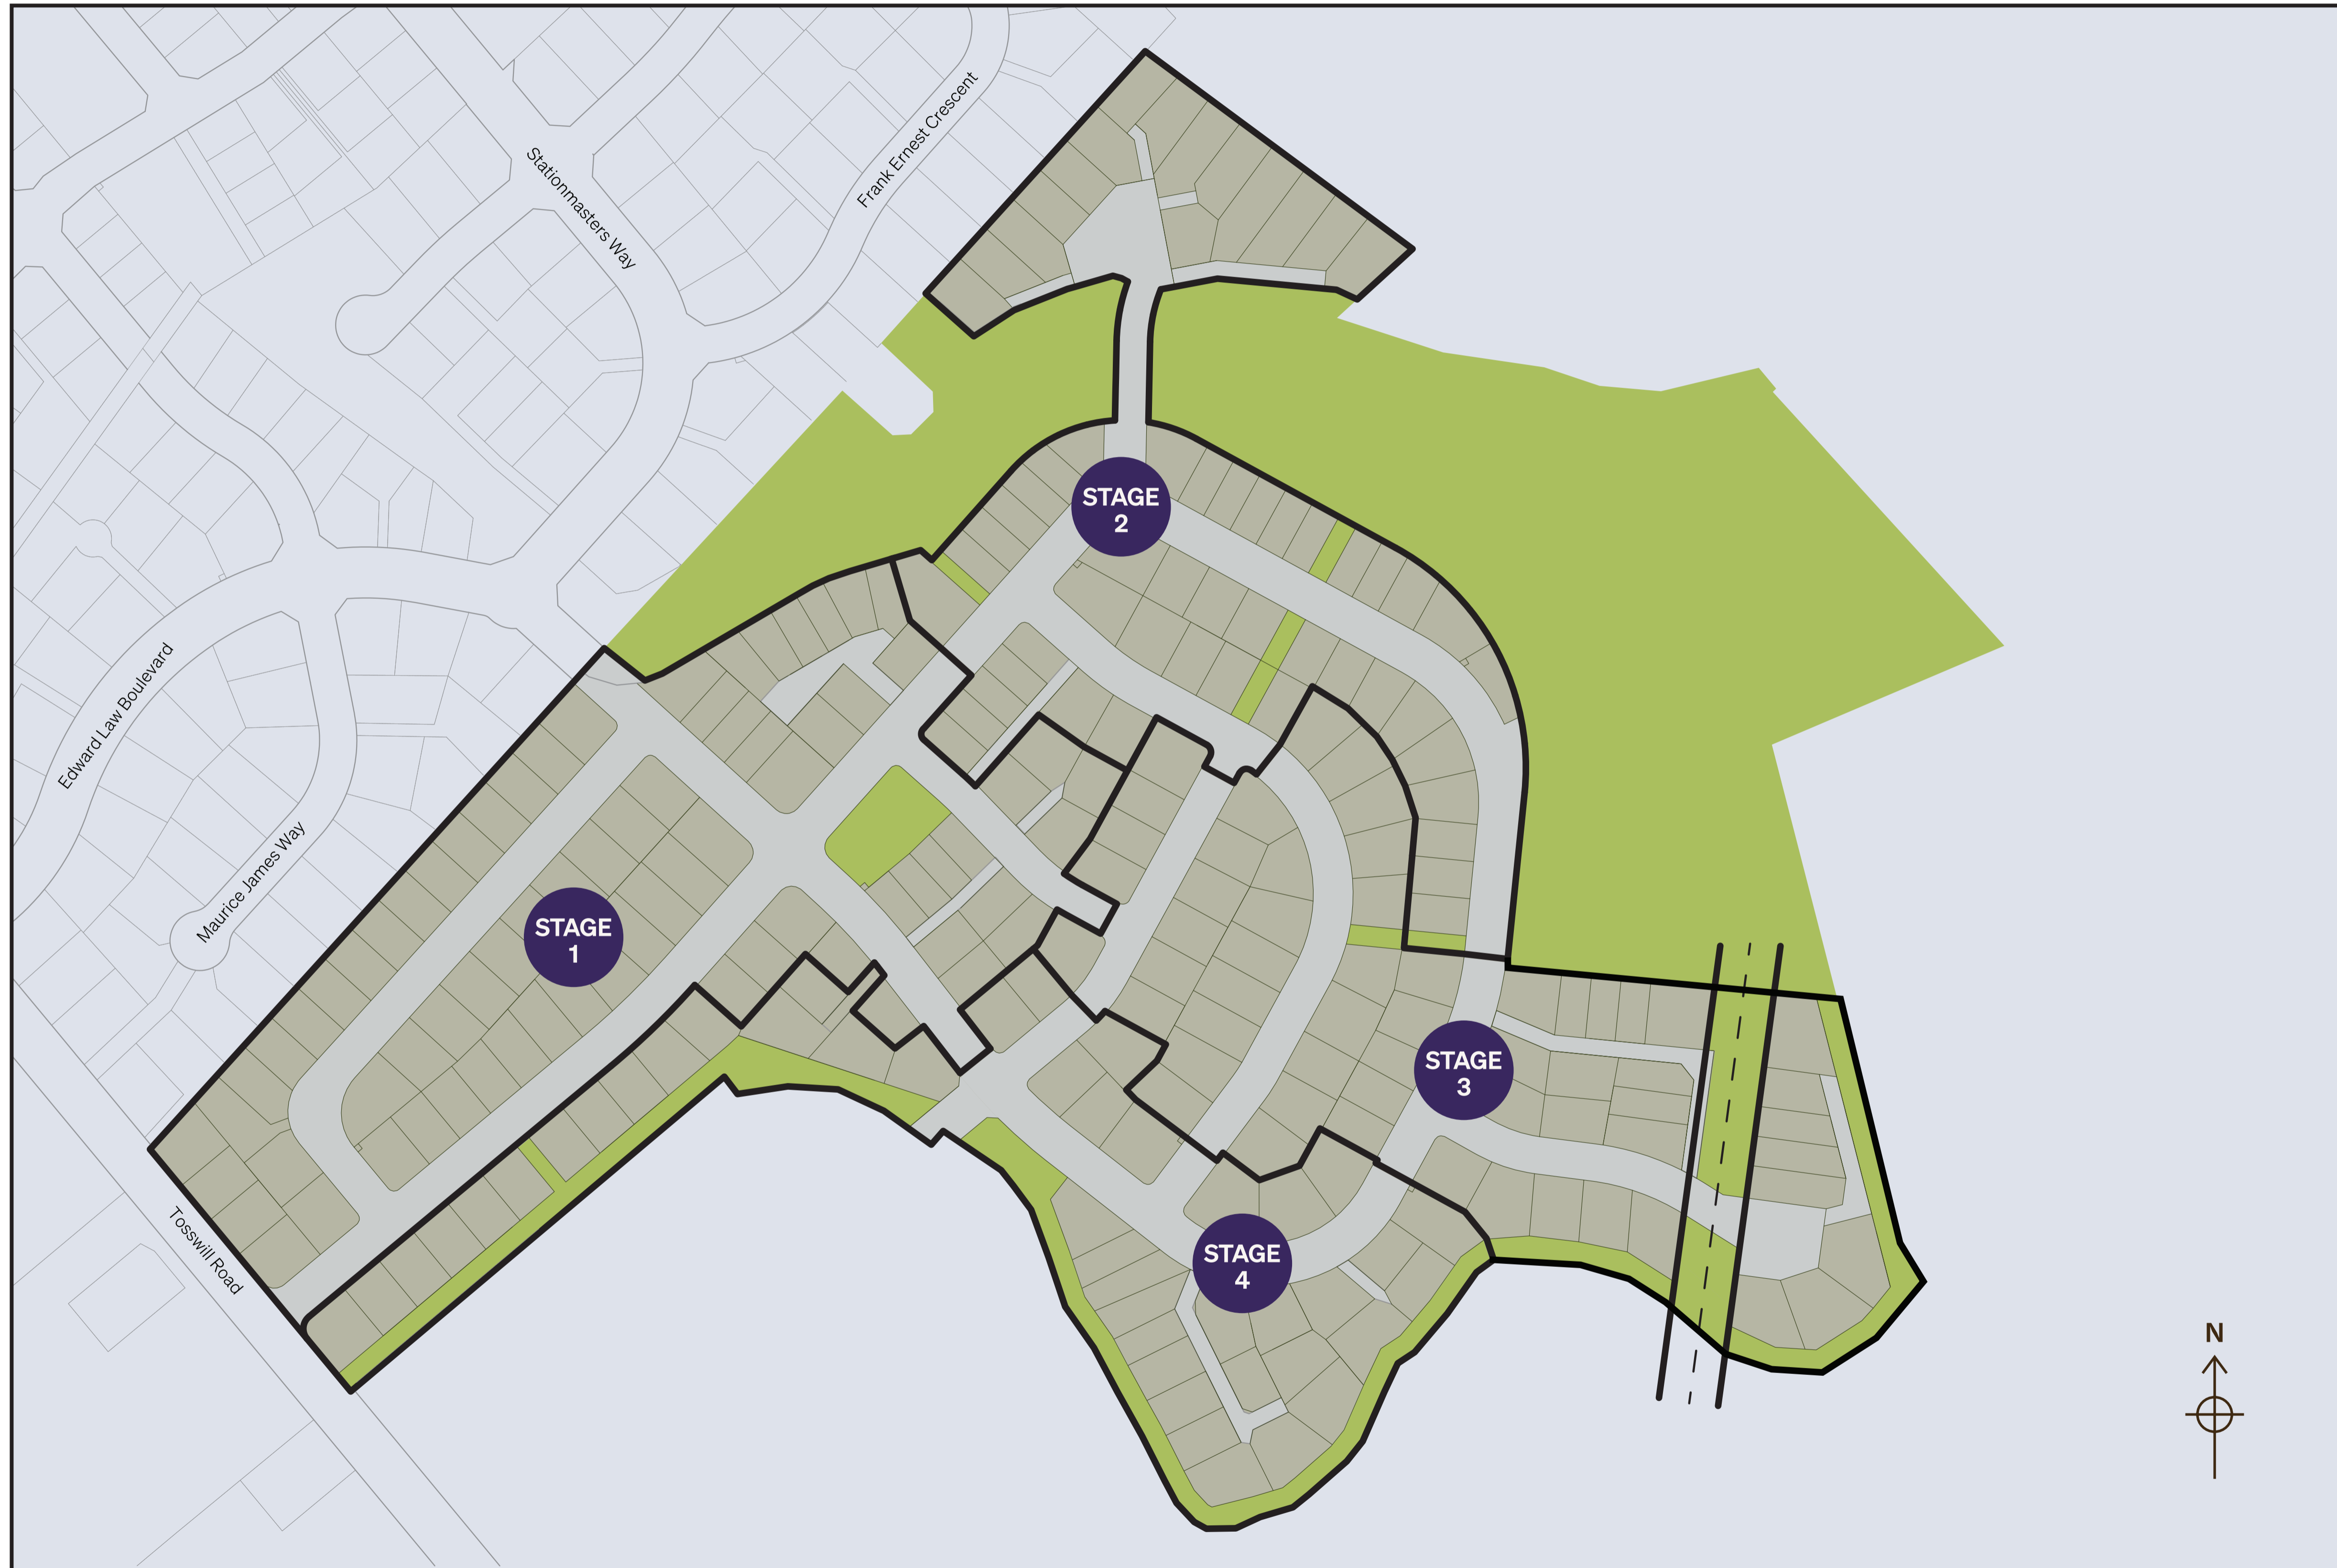 Frank Ernest Crescent
Stationmasters Way
STAGE
2
Edward Law Boulevard
Maurice James Way
STAGE
1
STAGE
3
Tosswill Road
STAGE
4
N